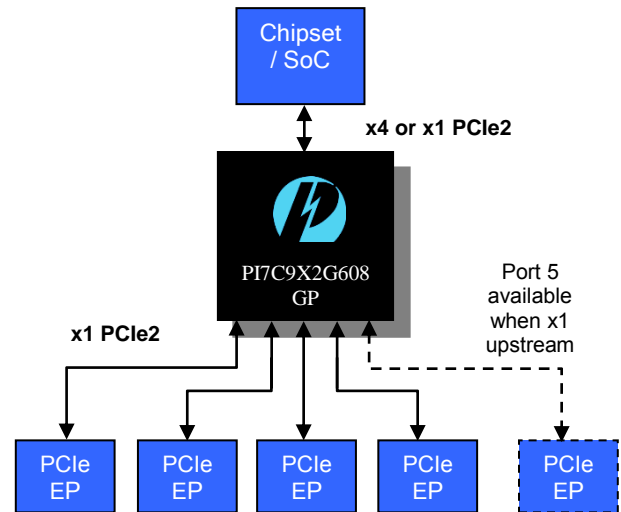 Chipset
/ SoC
x4 or x1 PCIe2
PI7C9X2G608
GP
Port 5
available
when x1
upstream
x1 PCIe2
PCIe
EP
PCIe
EP
PCIe
EP
PCIe
EP
PCIe
EP